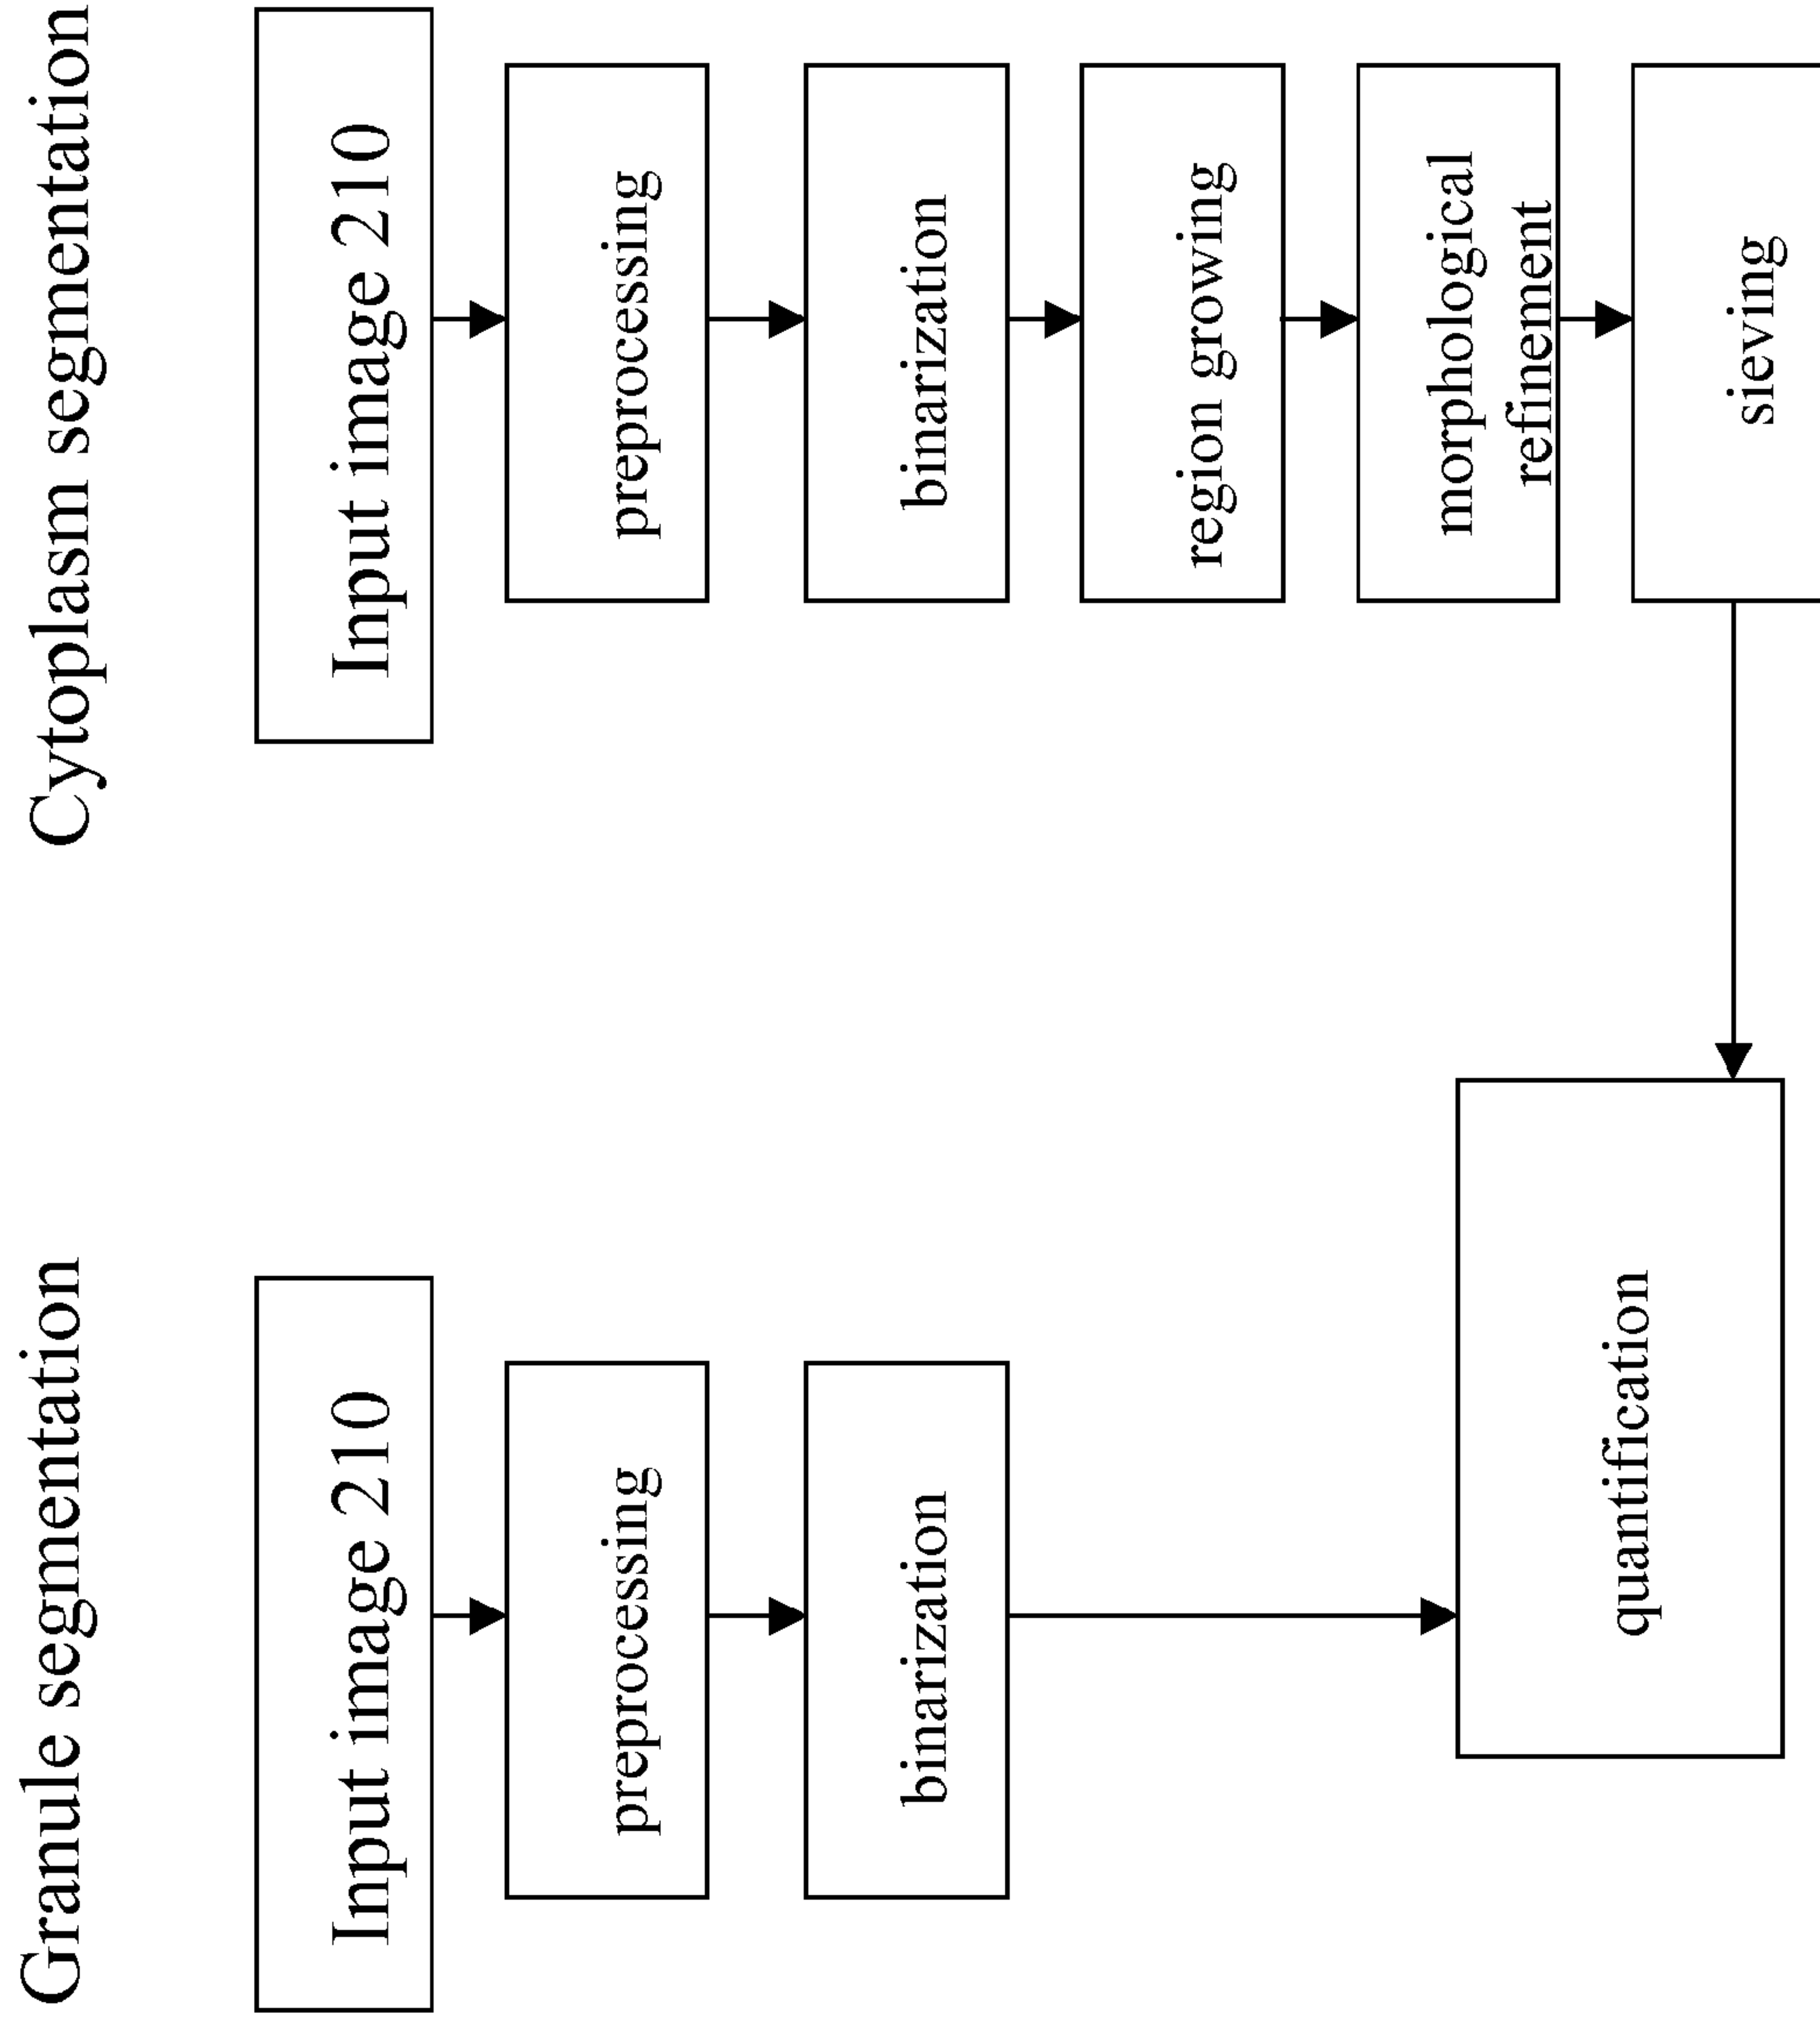 Granule segmentation
Input image 210
preprocessing
binarization
quantification
Cytoplasm segmentation
Input image 210
preprocessing
binarization
region growing
morphological
refinement
sieving